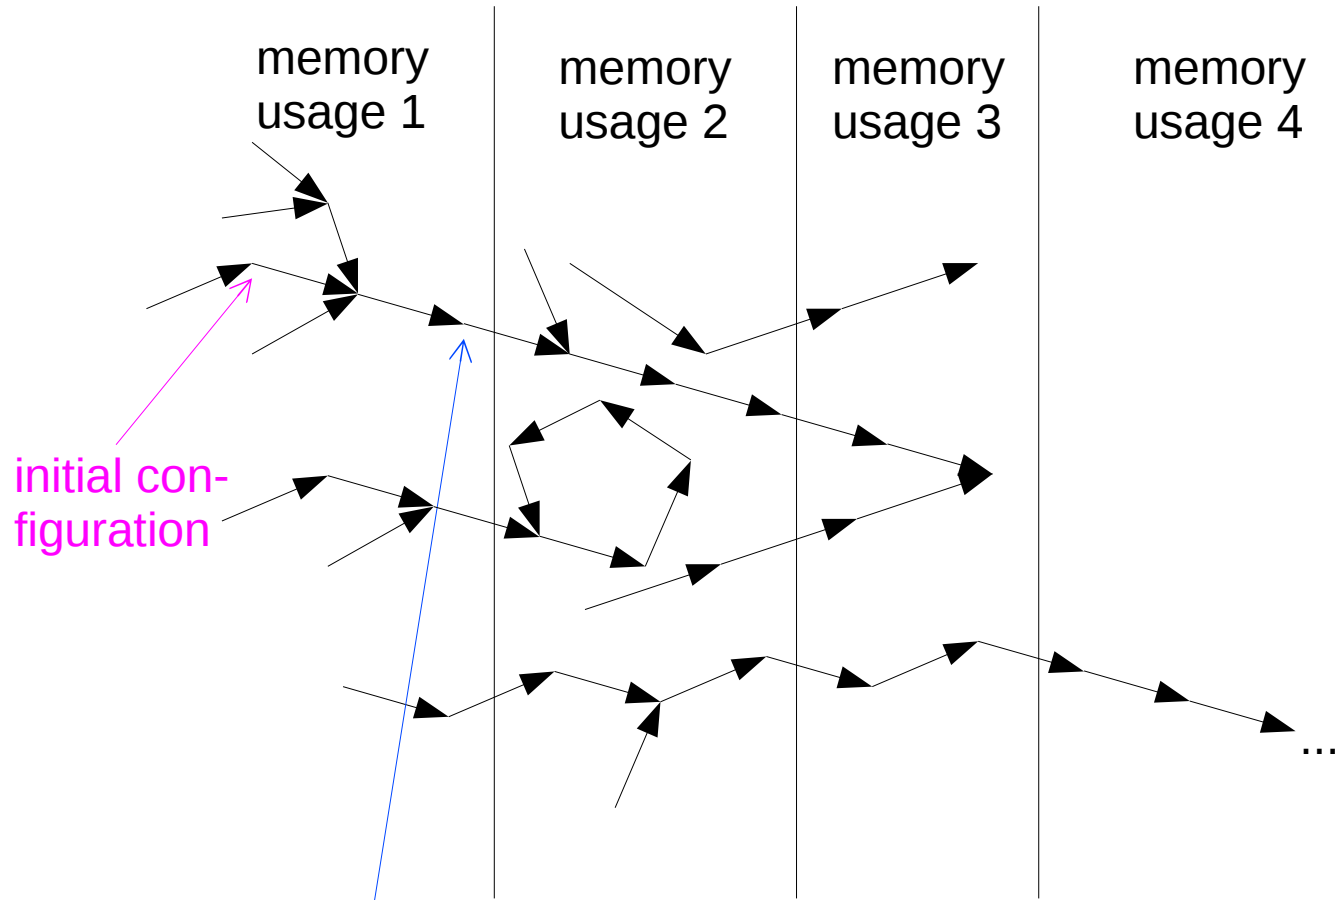 memory
usage 1
memory
usage 2
memory
usage 3
memory
usage 4
initial con-
figuration
...